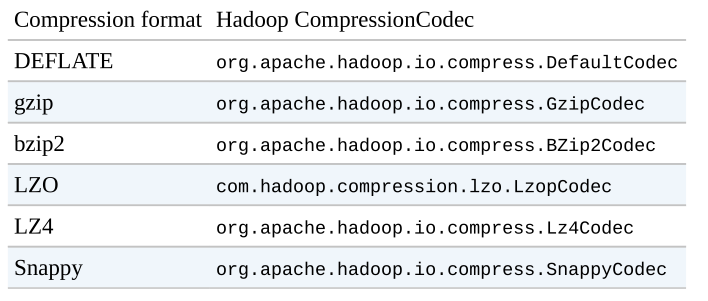 Compression format Hadoop CompressionCodec
DEFLATE org.apache.hadoop.io.compress.DefaultCodec
gzip org.apache.hadoop.io.compress.GzipCodec
bzip2 org.apache.hadoop.io.compress.BZip2Codec
LZO com.hadoop.compression.lzo.LzopCodec
LZ4 org.apache.hadoop.io.compress.Lz4Codec
Snappy org.apache.hadoop.io.compress.SnappyCodec